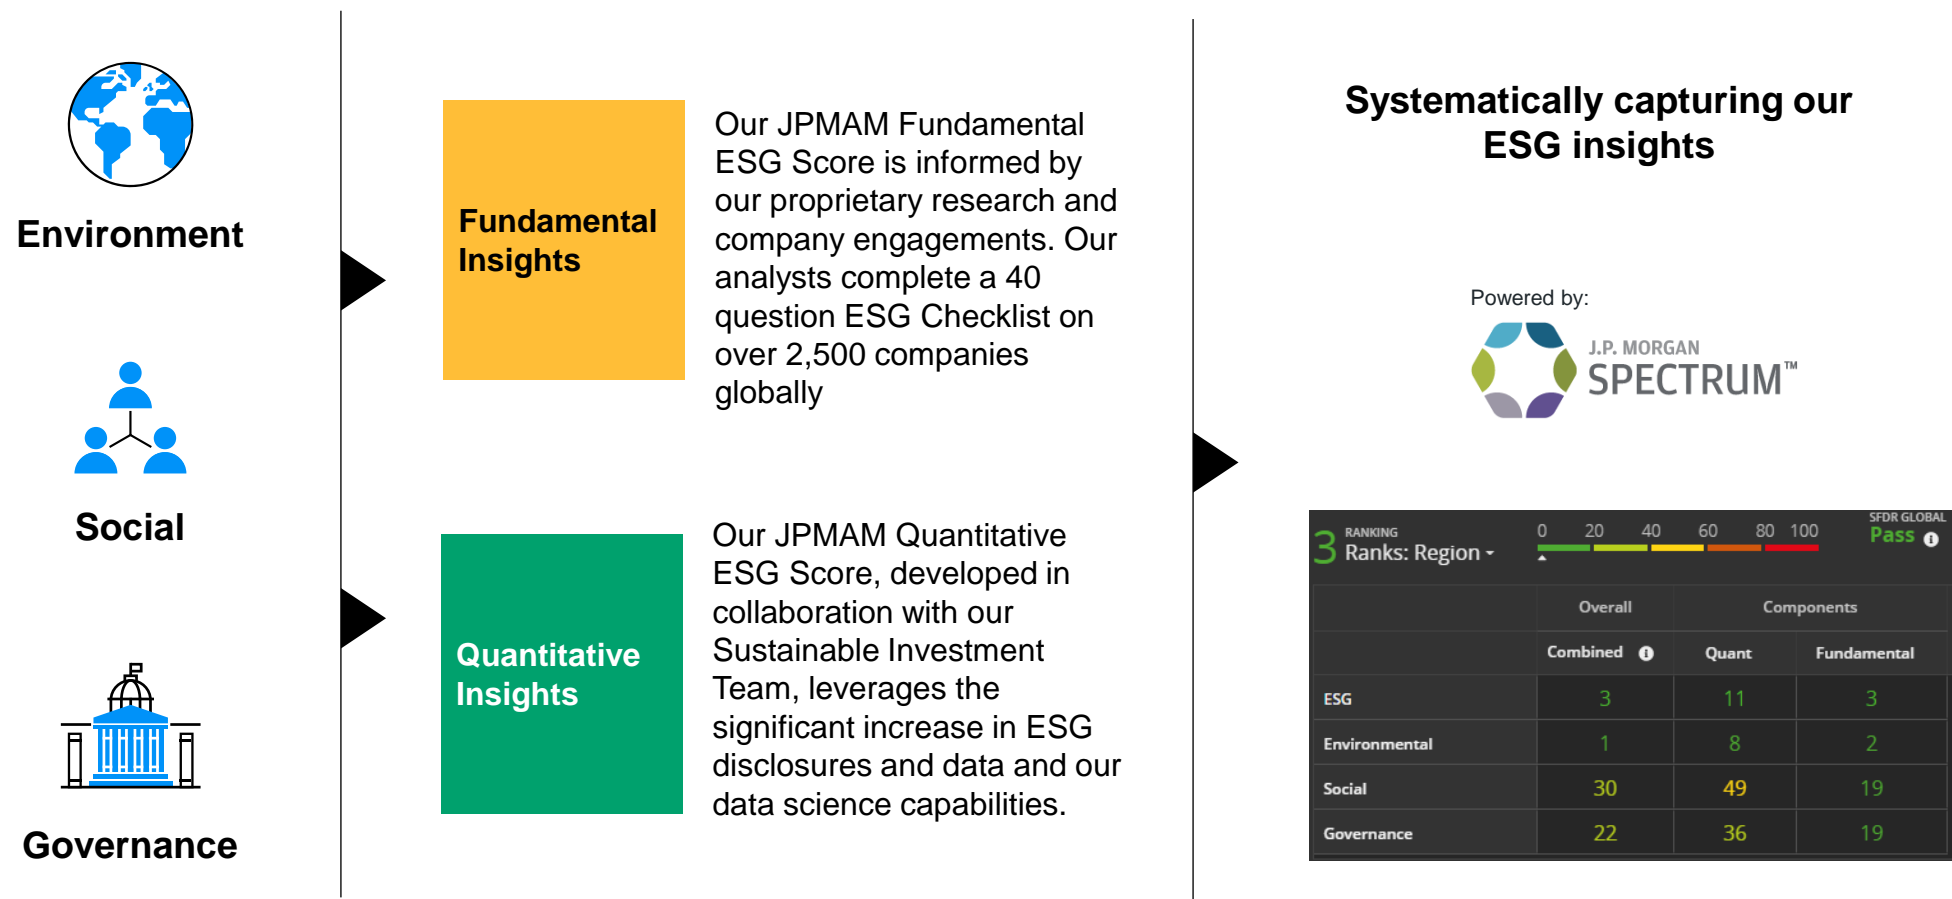 Environment
Social
Governance
Fundamental
Insights
Our JPMAM Fundamental
ESG Score is informed by
our proprietary research and
company engagements. Our
analysts complete a 40
question ESG Checklist on
over 2,500 companies
globally
Quantitative
Insights
Our JPMAM Quantitative
ESG Score, developed in
collaboration with our
Sustainable Investment
Team, leverages the
significant increase in ESG
disclosures and data and our
data science capabilities.
Systematically capturing our
ESG insights
Powered by:
J.P. MORGAN
SPECTRUM™
3 RANKING
Ranks: Region
0 20 40 60 80 100
SFDR GLOBAL
Pass
Overall Components
Combined Quant Fundamental
ESG 3 11 3
Environmental 1 8 2
Social 30 49 19
Governance 22 36 19